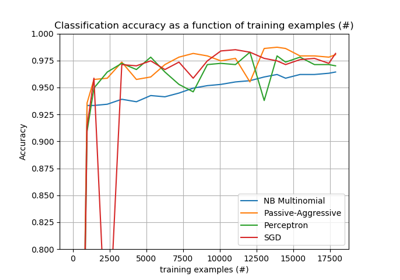 Classification accuracy as a function of training examples (#)
1.000
0.975
0.950
0.925
0.900
0.875
0.850
0.825
0.800
Accuracy
NB Multinomial
Passive-Aggressive
Perceptron
SGD
0
2500
5000
7500
10000
12500
15000
17500
training examples (#)